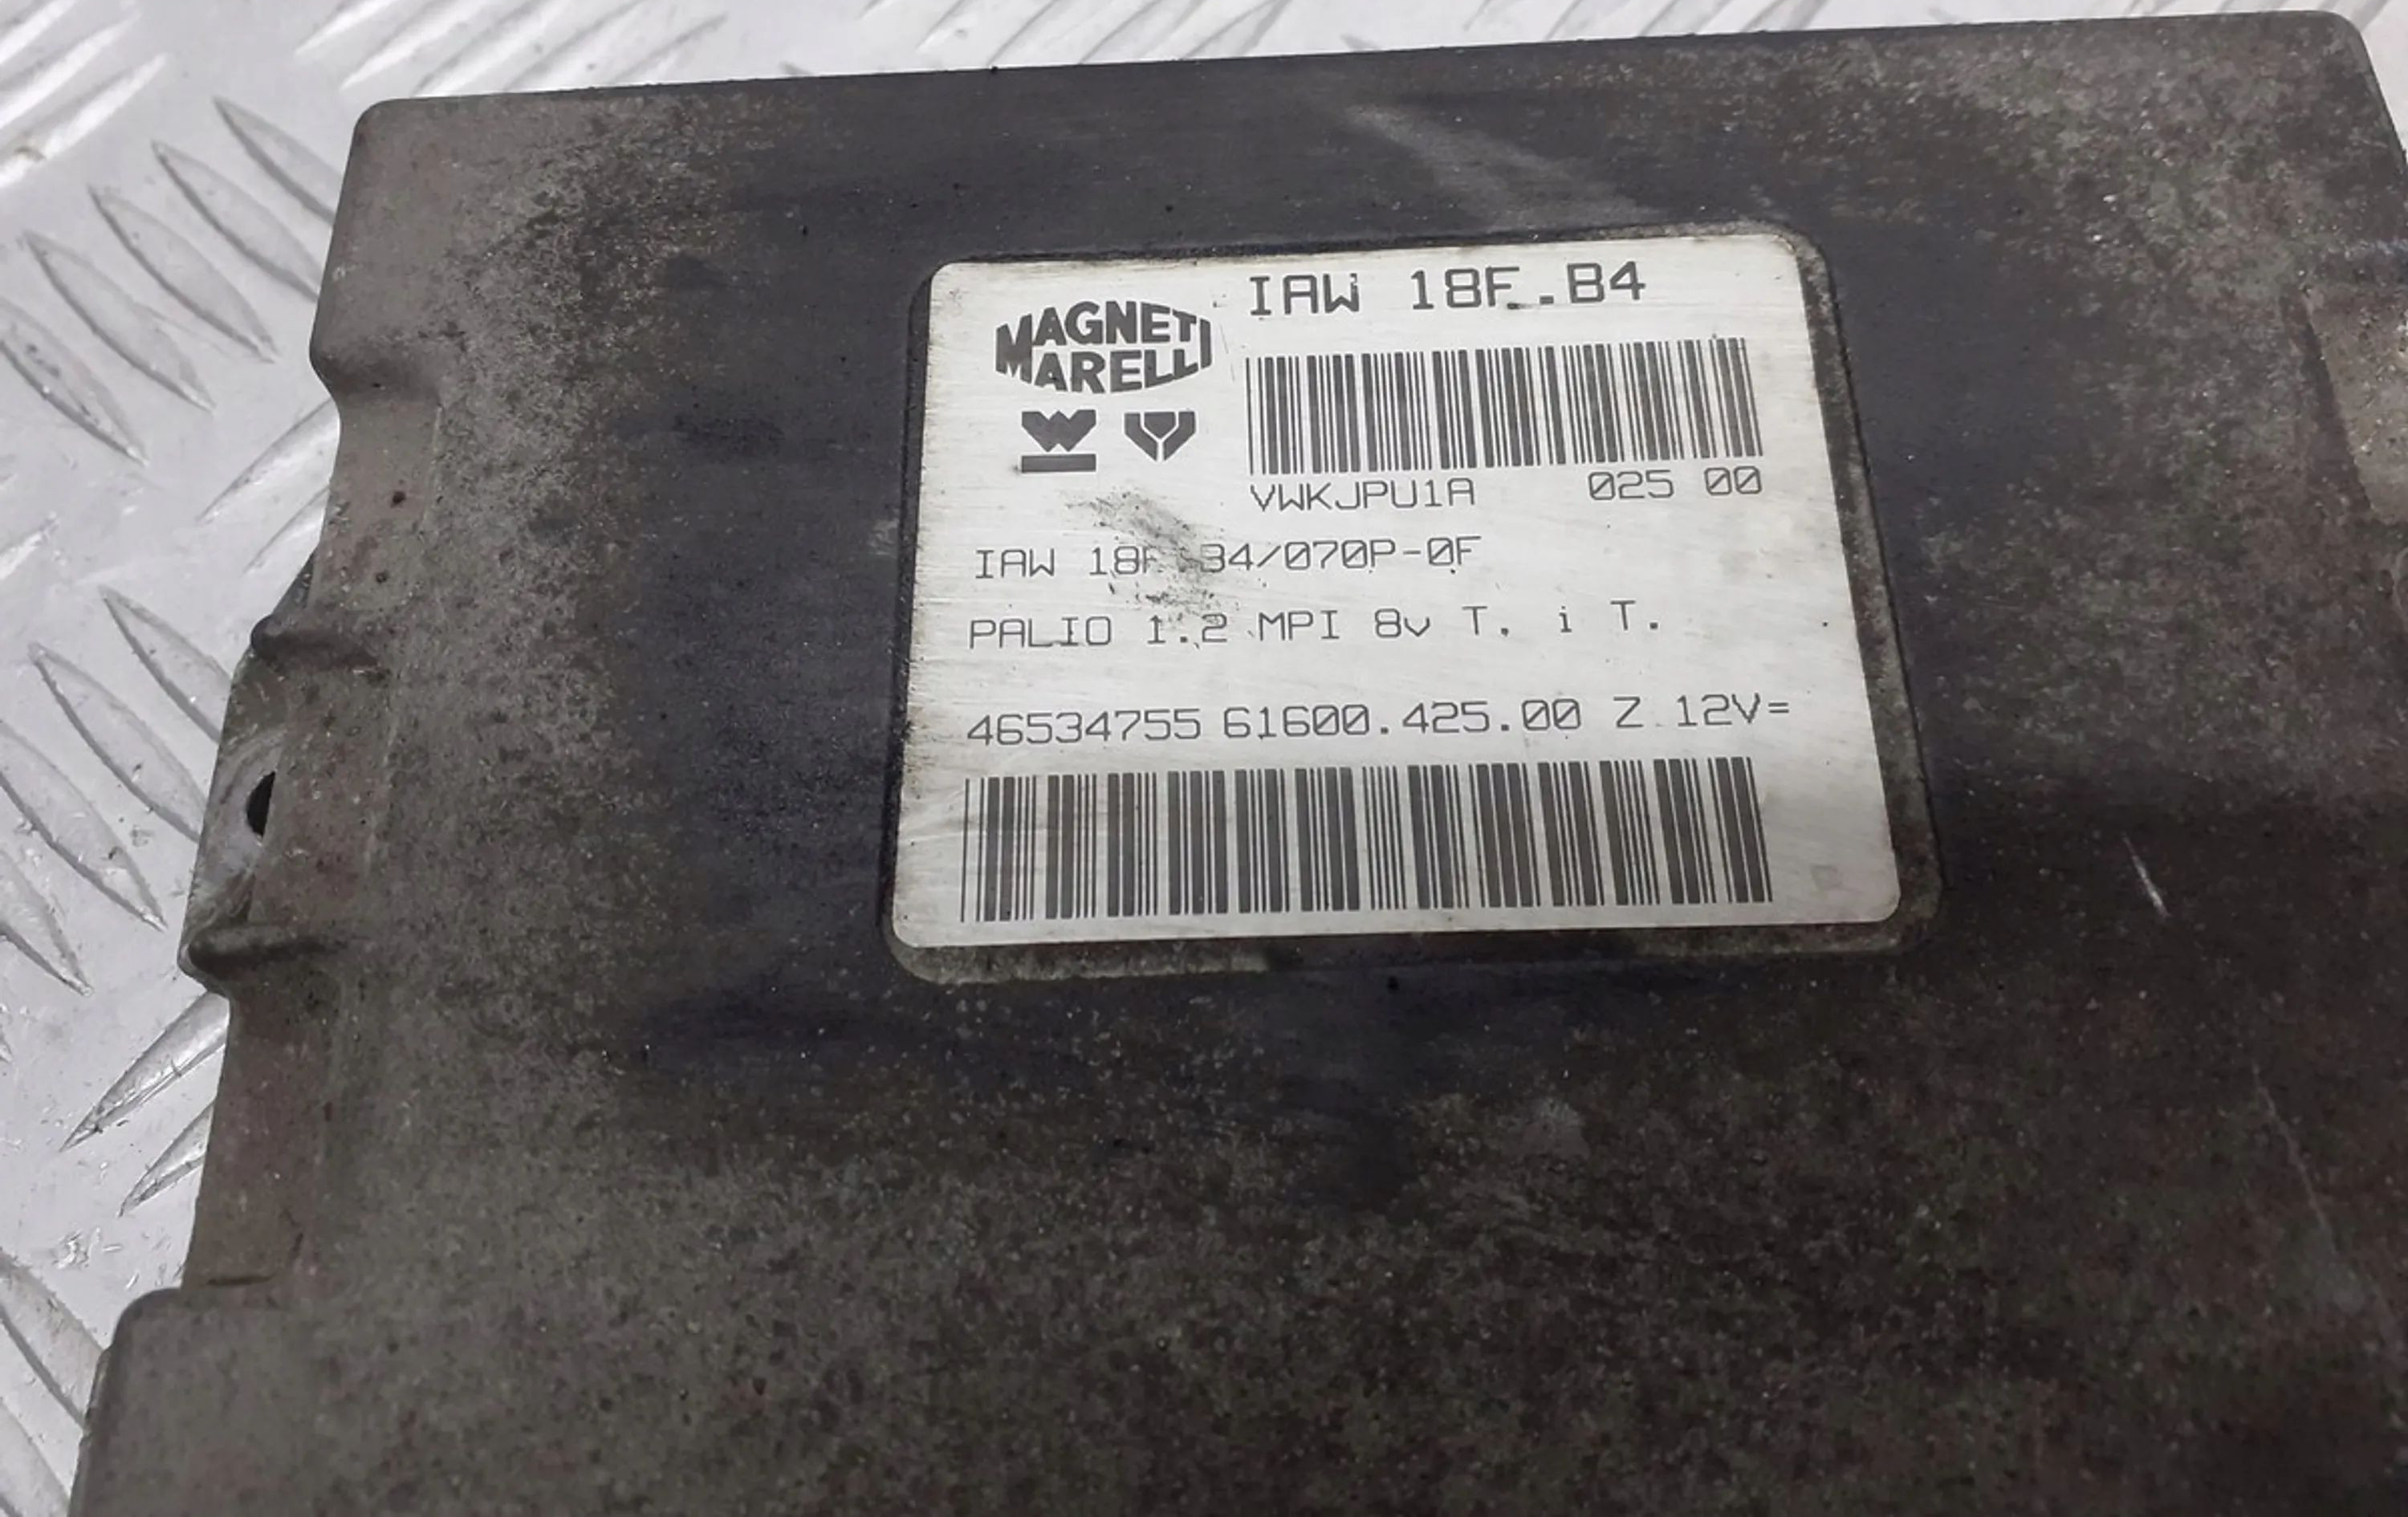 IAW 18F.B4
MAGNETI
MARELLI
VWKJPU1A 025 00
IAW 18F.B4/070P-0F
PALIO 1.2 MPI 8v T. i T.
46534755 61600.425.00 Z 12V=